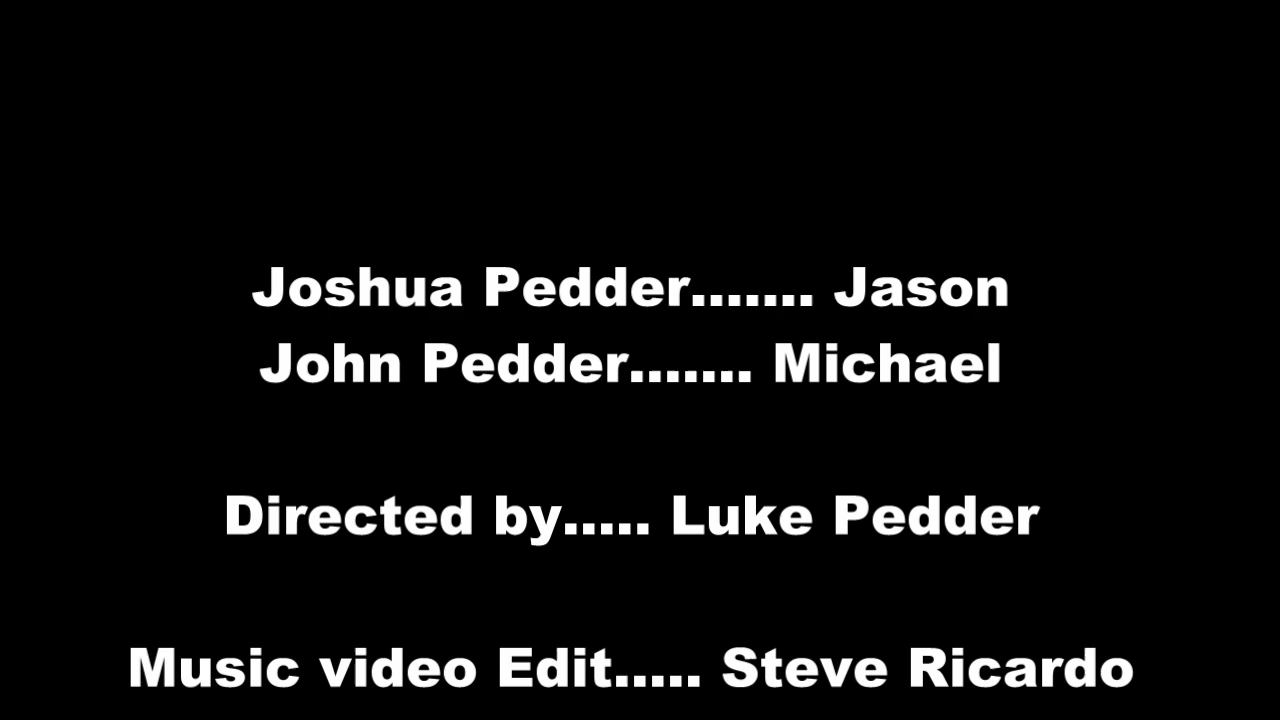 Joshua Pedder....... Jason
John Pedder....... Michael
Directed by..... Luke Pedder
Music video Edit..... Steve Ricardo